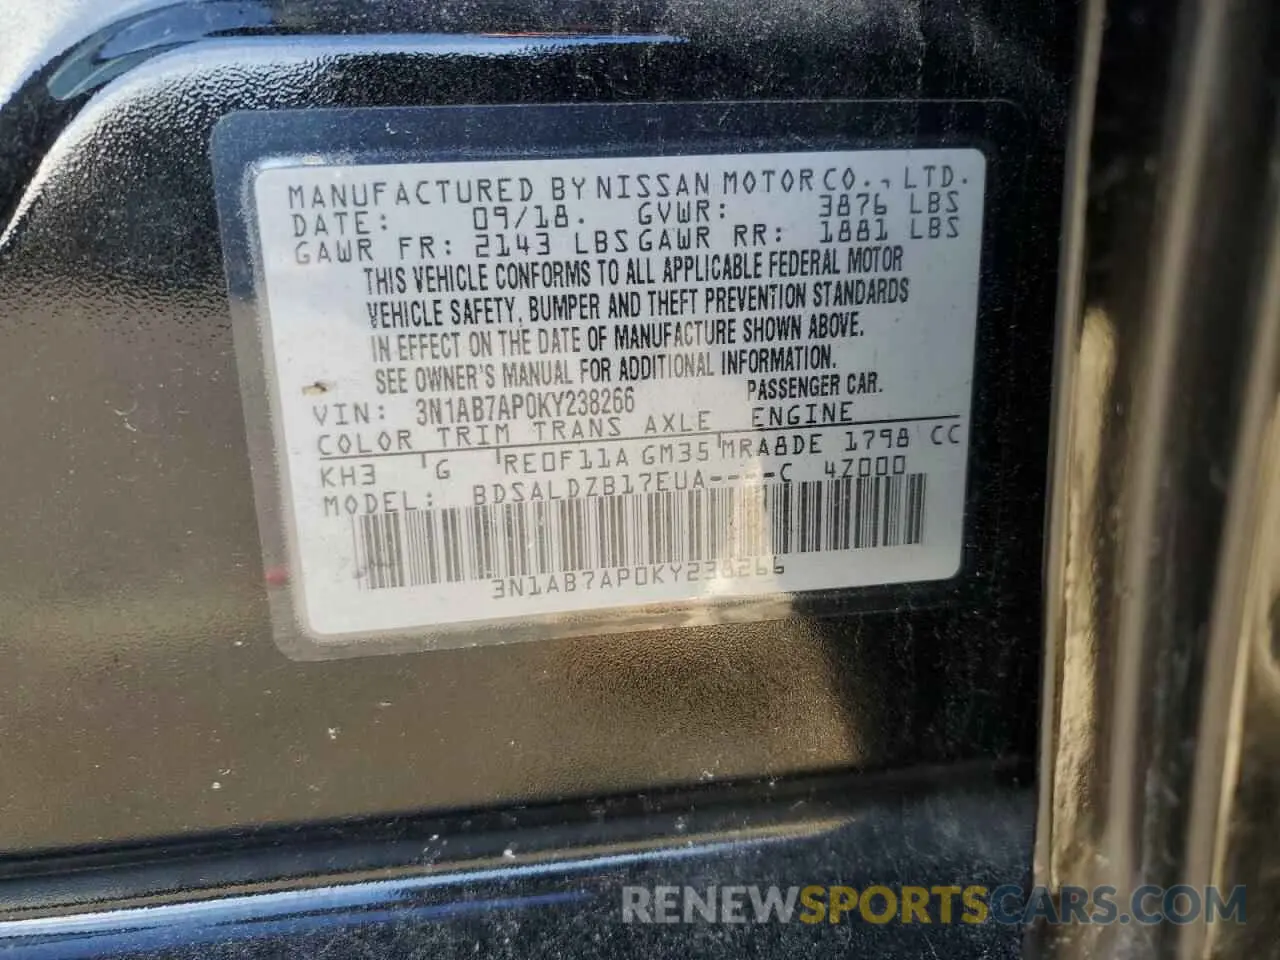 MANUFACTURED BY NISSAN MOTOR CO., LTD.
DATE: 09/18. GVWR: 3876 LBS
GAWR FR: 2143 LBS GAWR RR: 1881 LBS
THIS VEHICLE CONFORMS TO ALL APPLICABLE FEDERAL MOTOR
VEHICLE SAFETY, BUMPER AND THEFT PREVENTION STANDARDS
IN EFFECT ON THE DATE OF MANUFACTURE SHOWN ABOVE.
SEE OWNER'S MANUAL FOR ADDITIONAL INFORMATION.
VIN: 3N1AB7AP0KY238266 PASSENGER CAR.
COLOR TRIM TRANS AXLE ENGINE
KH3 G RE0F11A GM35 MRA8DE 1798 CC
MODEL: BDSALDZB17EUA----C 4Z000
3N1AB7AP0KY238266
RENEWSPORTSCARS.COM